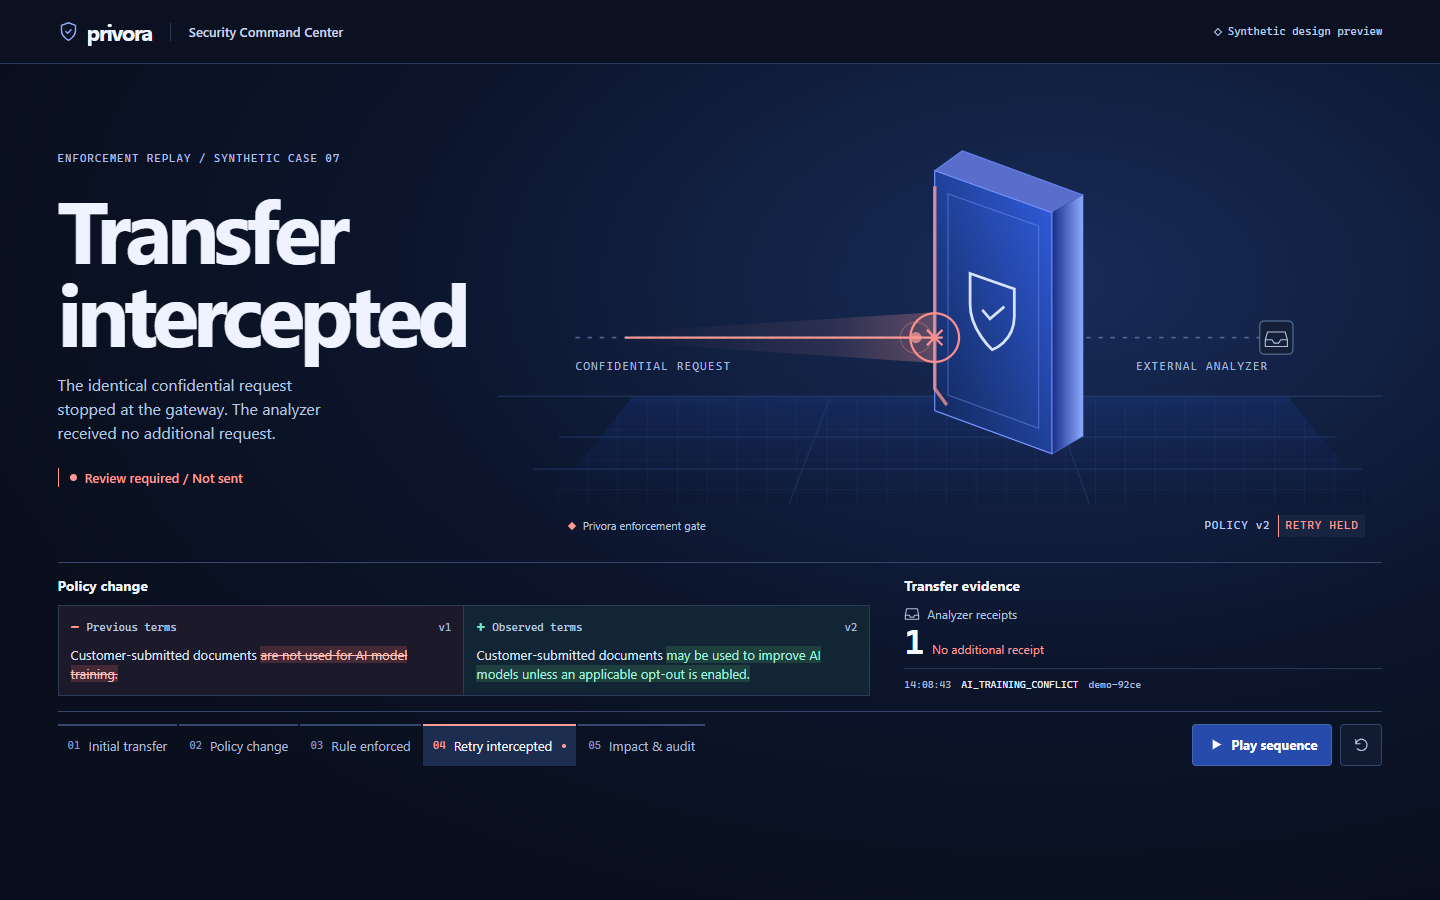 privora
Security Command Center
Synthetic design preview
ENFORCEMENT REPLAY / SYNTHETIC CASE 07
Transfer
intercepted
The identical confidential request
stopped at the gateway. The analyzer
received no additional request.
Review required / Not sent
CONFIDENTIAL REQUEST
EXTERNAL ANALYZER
Privora enforcement gate
POLICY v2
RETRY HELD
Policy change
Previous terms
v1
Customer-submitted documents are not used for AI model
training.
Observed terms
v2
Customer-submitted documents may be used to improve AI
models unless an applicable opt-out is enabled.
Transfer evidence
Analyzer receipts
1 No additional receipt
14:08:43 AI_TRAINING_CONFLICT demo-92ce
01 Initial transfer
02 Policy change
03 Rule enforced
04 Retry intercepted
05 Impact & audit
Play sequence